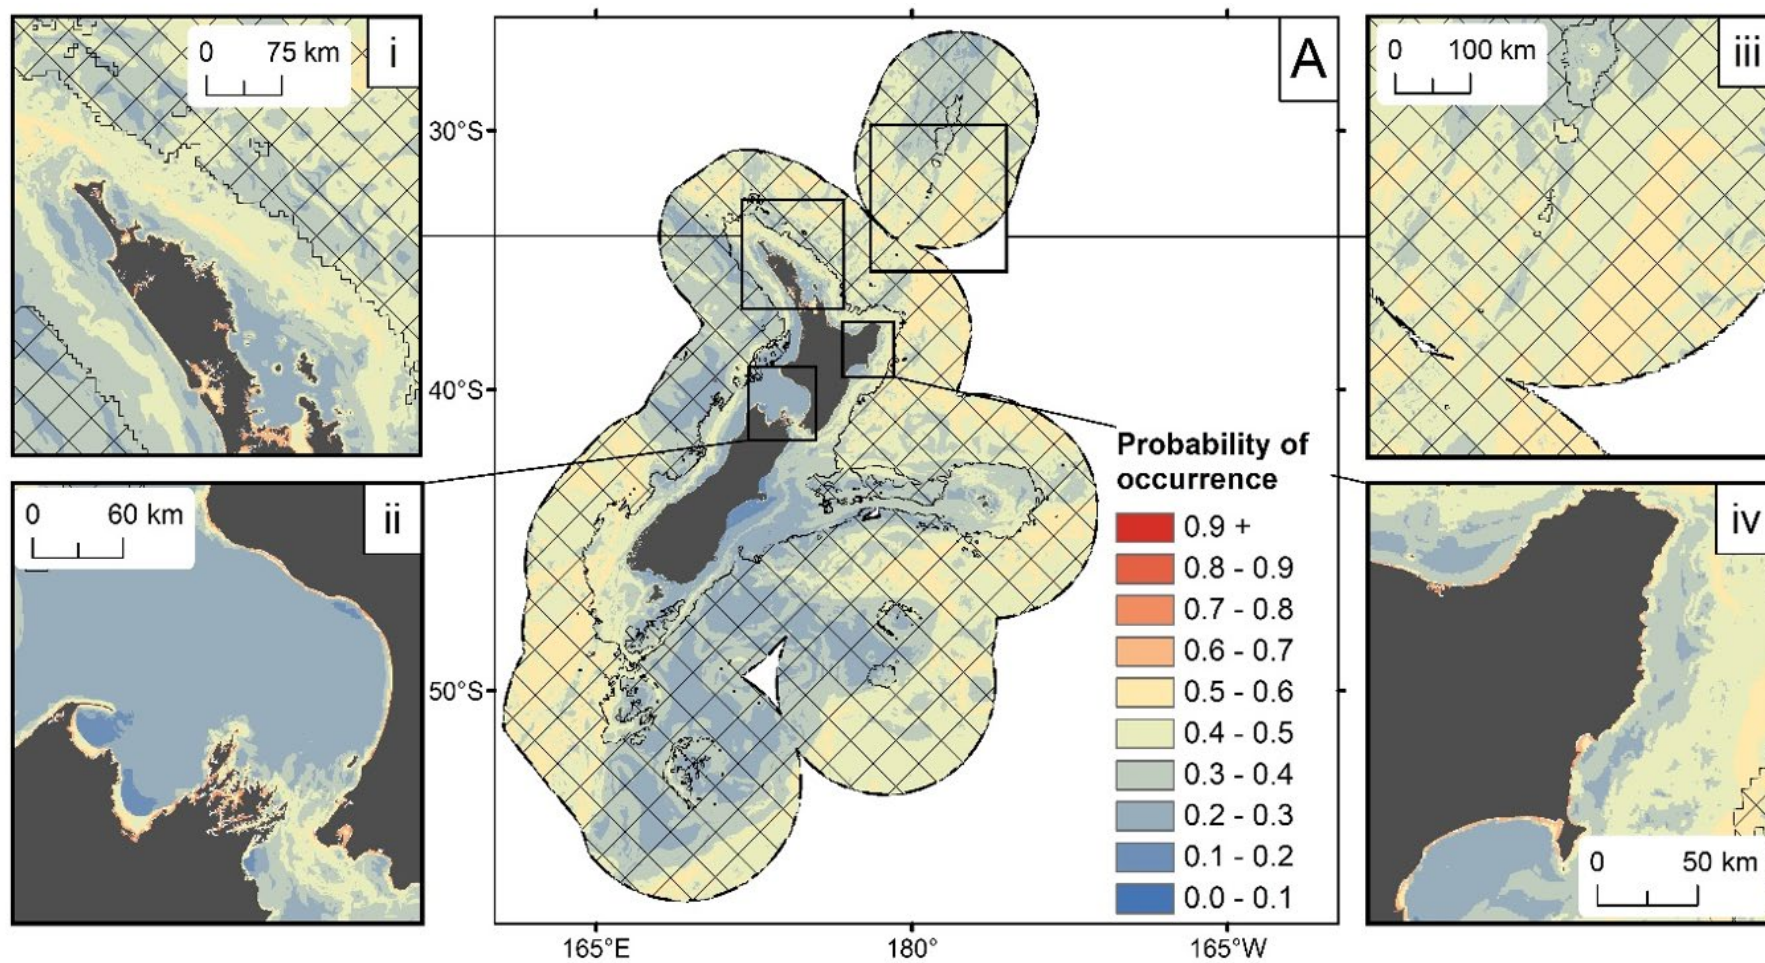 0 75 km
i
A
0 100 km
iii
30°S
40°S
50°S
0 60 km
ii
Probability of
occurrence
0.9 +
0.8 - 0.9
0.7 - 0.8
0.6 - 0.7
0.5 - 0.6
0.4 - 0.5
0.3 - 0.4
0.2 - 0.3
0.1 - 0.2
0.0 - 0.1
iv
0 50 km
165°E 180° 165°W